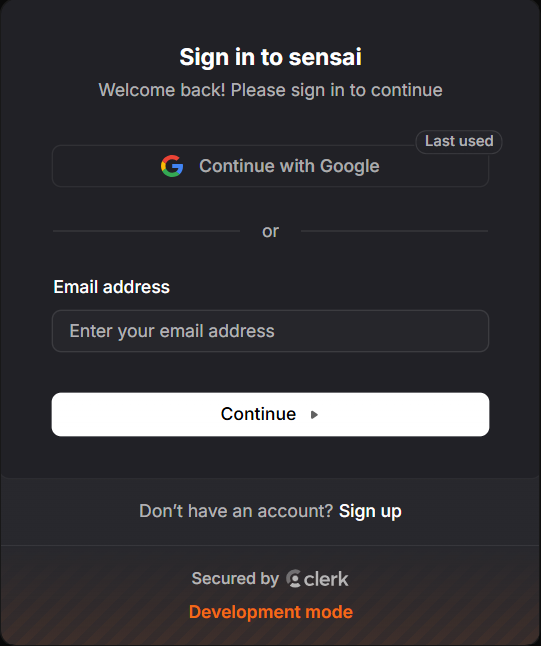 Sign in to sensai
Welcome back! Please sign in to continue
Last used
Continue with Google
or
Email address
Enter your email address
Continue
Don’t have an account? Sign up
Secured by clerk
Development mode